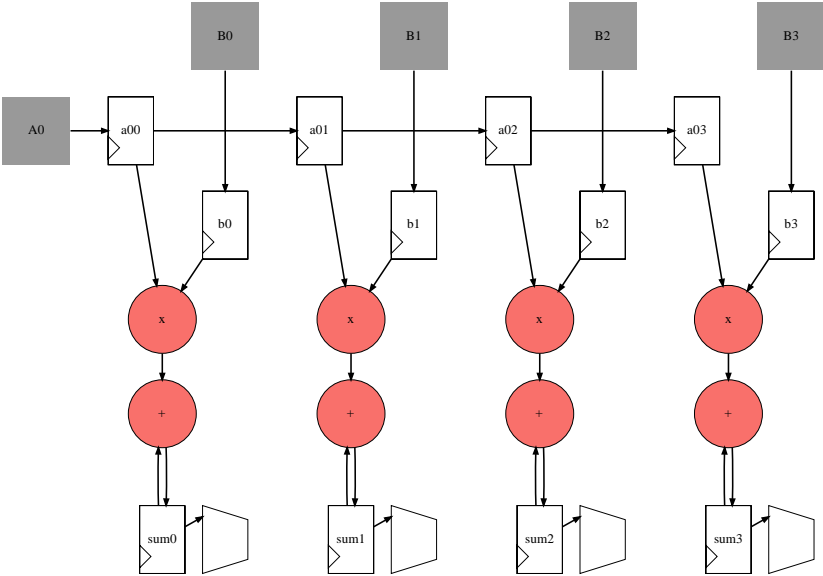 B0
B1
B2
B3
A0
a00
a01
a02
a03
b0
b1
b2
b3
x
x
x
x
+
+
+
+
sum0
sum1
sum2
sum3